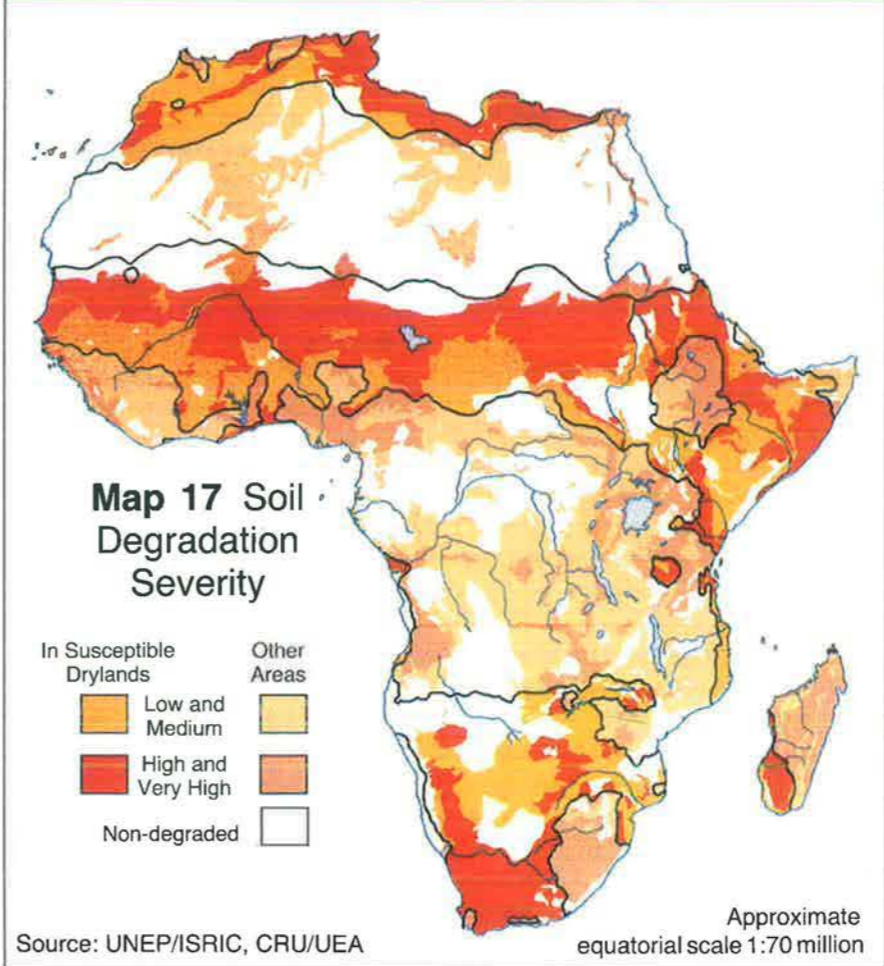 Map 17 Soil
Degradation
Severity
In Susceptible
Drylands
Other
Areas
Low and
Medium
High and
Very High
Non-degraded
Source: UNEP/ISRIC, CRU/UEA
Approximate
equatorial scale 1:70 million